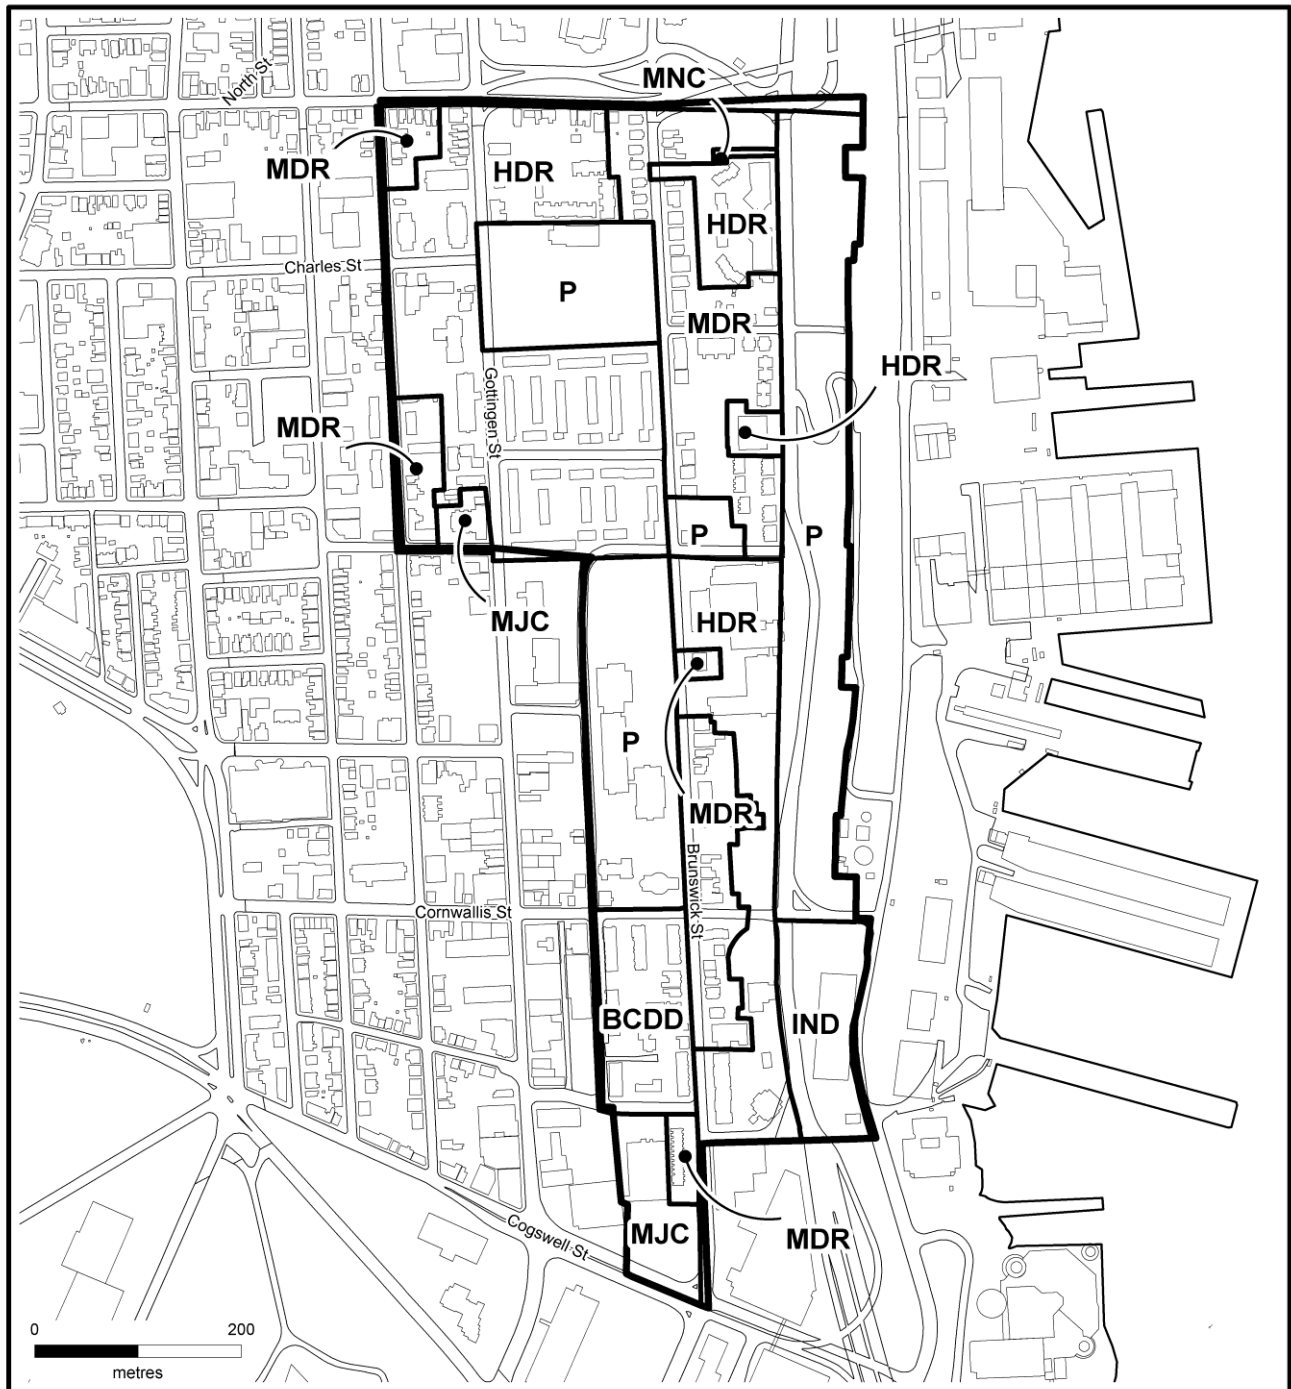 North St
MNC
MDR
HDR
HDR
Charles St
P
MDR
HDR
Gottingen St
MDR
P
P
MJC
HDR
P
MDR
Brunswick St
Cornwallis St
BCDD
IND
Cogswell St
MJC
MDR
0 200
metres